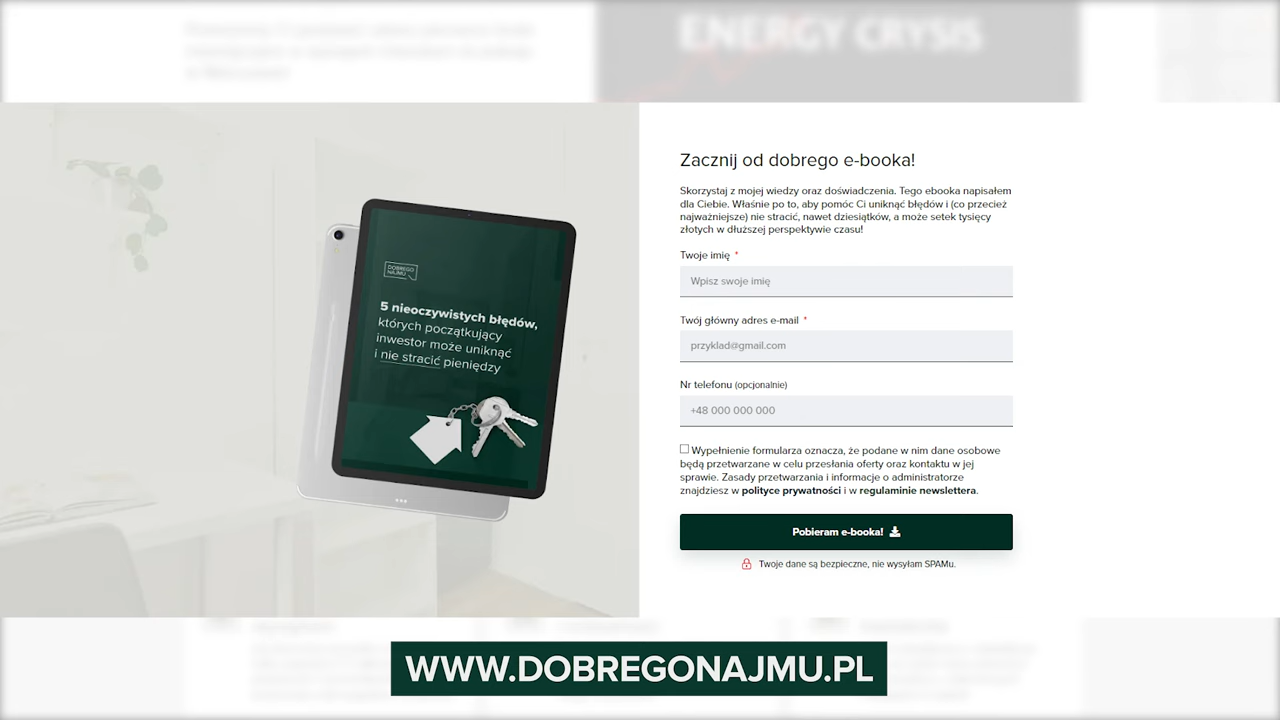 ENERGY CRYSIS
Zacznij od dobrego e-booka!
Skorzystaj z mojej wiedzy oraz doświadczenia. Tego ebooka napisałem
dla Ciebie. Właśnie po to, aby pomóc Ci uniknąć błędów i (co przecież
najważniejsze) nie stracić, nawet dziesiątków, a może setek tysięcy
złotych w dłuższej perspektywie czasu!
Twoje imię *
Wpisz swoje imię
Twój główny adres e-mail *
przyklad@gmail.com
Nr telefonu (opcjonalnie)
+48 000 000 000
Wypełnienie formularza oznacza, że podane w nim dane osobowe
będą przetwarzane w celu przesłania oferty oraz kontaktu w jej
sprawie. Zasady przetwarzania i informacje o administratorze
znajdziesz w polityce prywatności i w regulaminie newslettera.
Pobieram e-booka!
Twoje dane są bezpieczne, nie wysyłam SPAMu.
DOBREGO
NAJMU
5 nieoczywistych błędów,
których początkujący
inwestor może uniknąć
i nie stracić pieniędzy
WWW.DOBREGONAJMU.PL